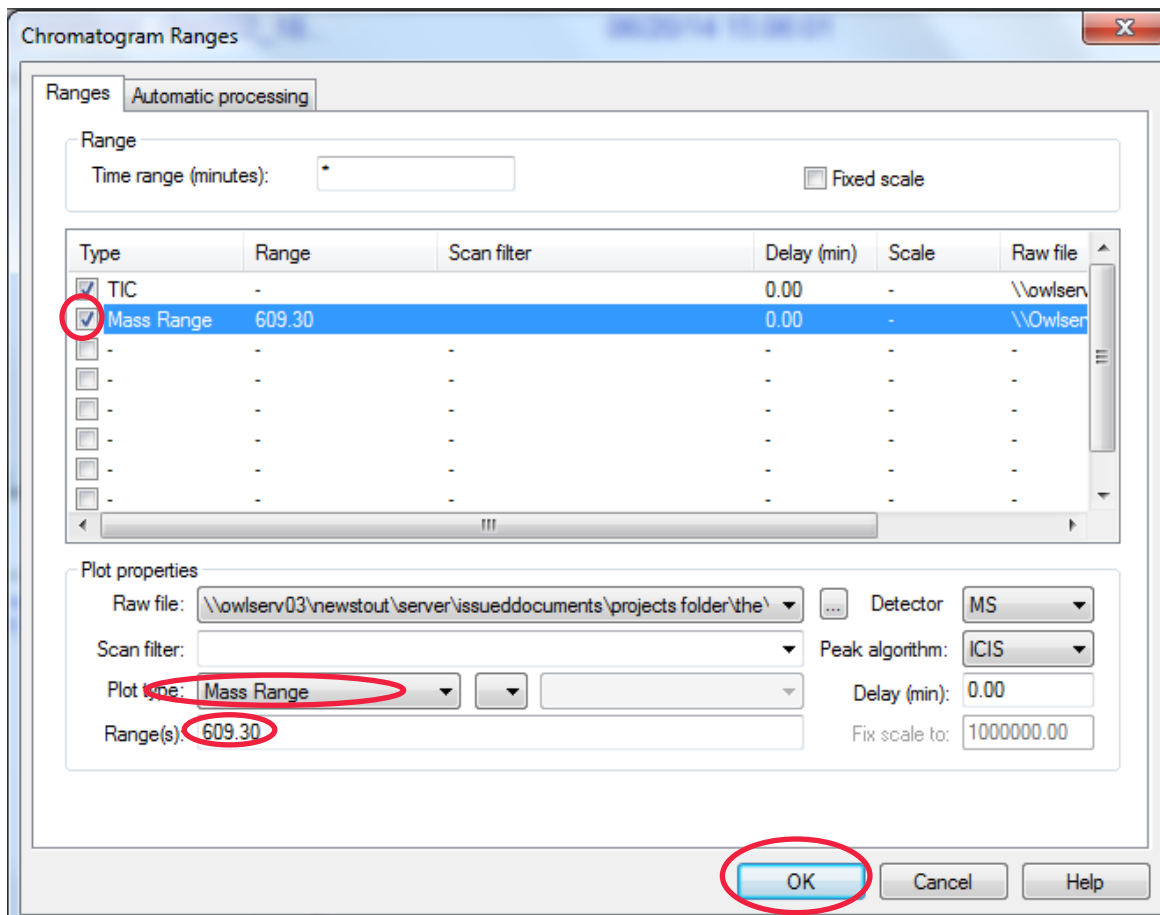 Chromatogram Ranges
Ranges Automatic processing
Range
Time range (minutes): * Fixed scale
Type Range Scan filter Delay (min) Scale Raw file
TIC - 0.00 - \\owlserv
Mass Range 609.30 0.00 - \\Owlser
- - - - - -
- - - - - -
- - - - - -
- - - - - -
- - - - - -
- - - - - -
Plot properties
Raw file: \\owlserv03\newstout\server\issueddocuments\projects folder\the\ ... Detector MS
Scan filter: Peak algorithm: ICIS
Plot type: Mass Range Delay (min): 0.00
Range(s): 609.30 Fix scale to: 1000000.00
OK Cancel Help